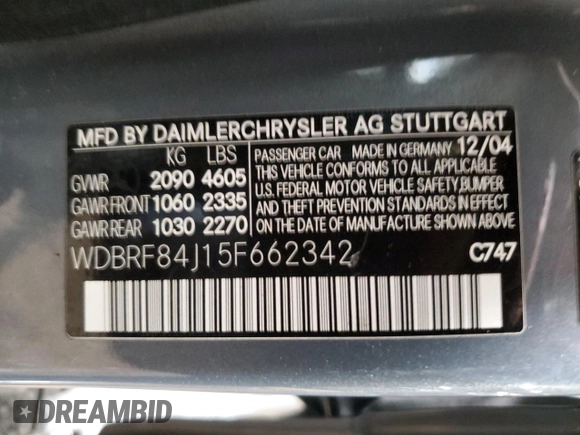 MFD BY DAIMLERCHRYSLER AG STUTTGART
KG LBS
GVWR 2090 4605
GAWR FRONT 1060 2335
GAWR REAR 1030 2270
PASSENGER CAR MADE IN GERMANY 12/04
THIS VEHICLE CONFORMS TO ALL APPLICABLE
U.S. FEDERAL MOTOR VEHICLE SAFETY, BUMPER
AND THEFT PREVENTION STANDARDS IN EFFECT
ON THE DATE OF MANUFACTURE SHOWN ABOVE
WDBRF84J15F662342 C747
DREAMBID